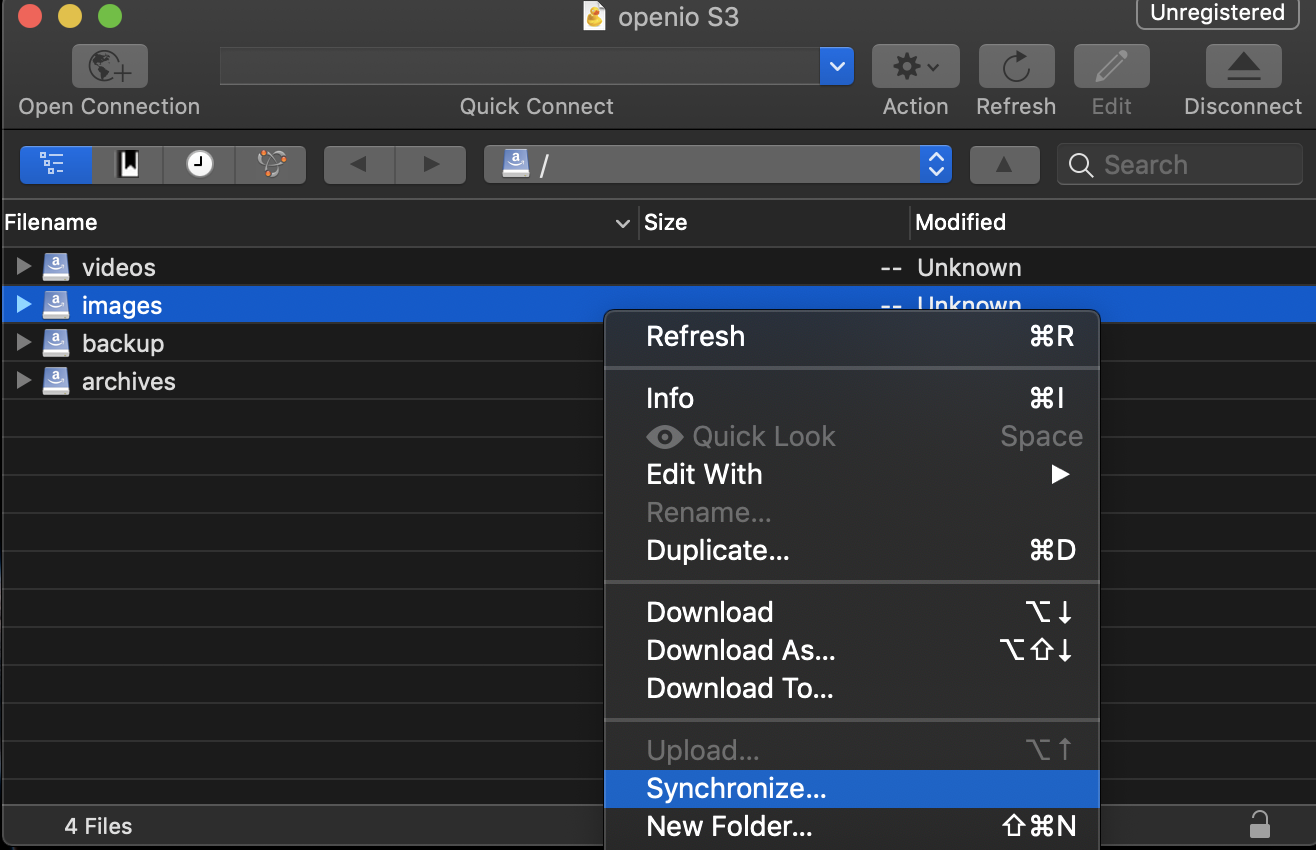 openio S3
Unregistered
Open Connection
Quick Connect
Action
Refresh
Edit
Disconnect
/
Search
Filename
Size
Modified
videos -- Unknown
images -- Unknown
backup
archives
Refresh ⌘R
Info ⌘I
Quick Look Space
Edit With ▶
Rename...
Duplicate... ⌘D
Download ⌥↓
Download As... ⌥⇧↓
Download To...
Upload... ⌥↑
Synchronize...
New Folder... ⇧⌘N
4 Files